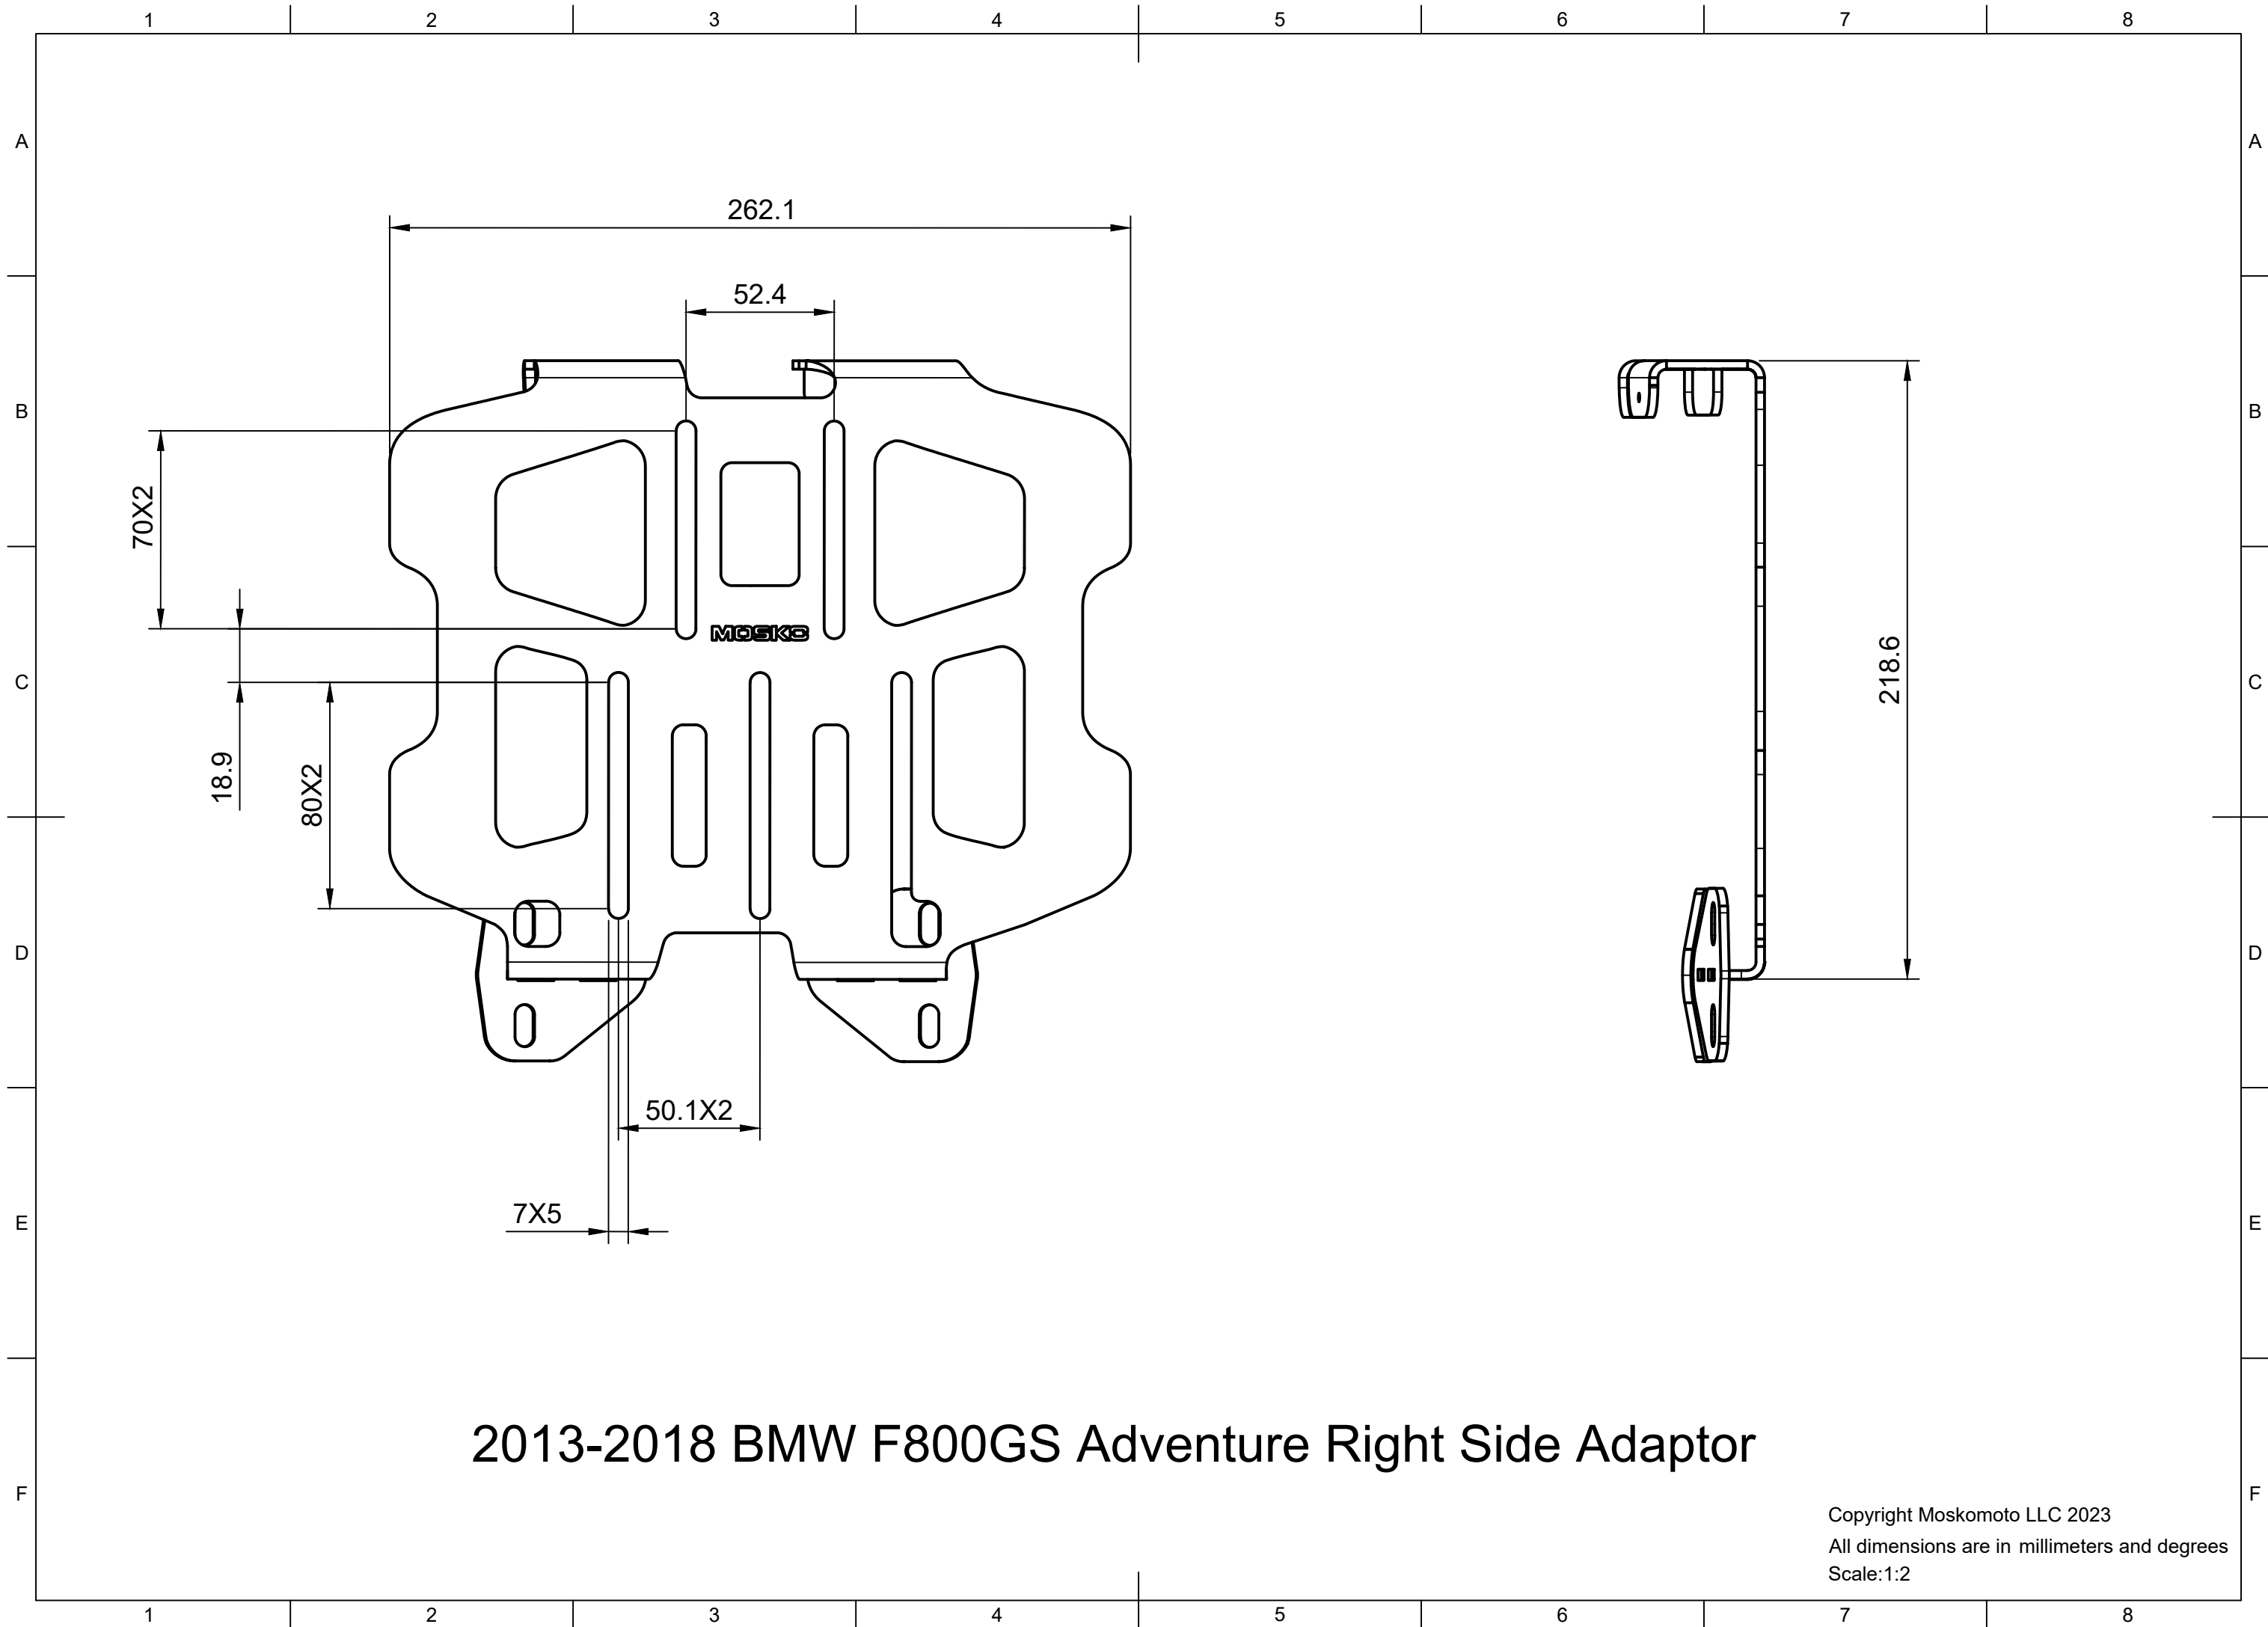 1 2 3 4 5 6 7 8
A A
262.1
52.4
B B
70X2
MOSKO
218.6
C C
18.9
80X2
D D
50.1X2
7X5
E E
2013-2018 BMW F800GS Adventure Right Side Adaptor
F F
Copyright Moskomoto LLC 2023
All dimensions are in millimeters and degrees
Scale:1:2
1 2 3 4 5 6 7 8